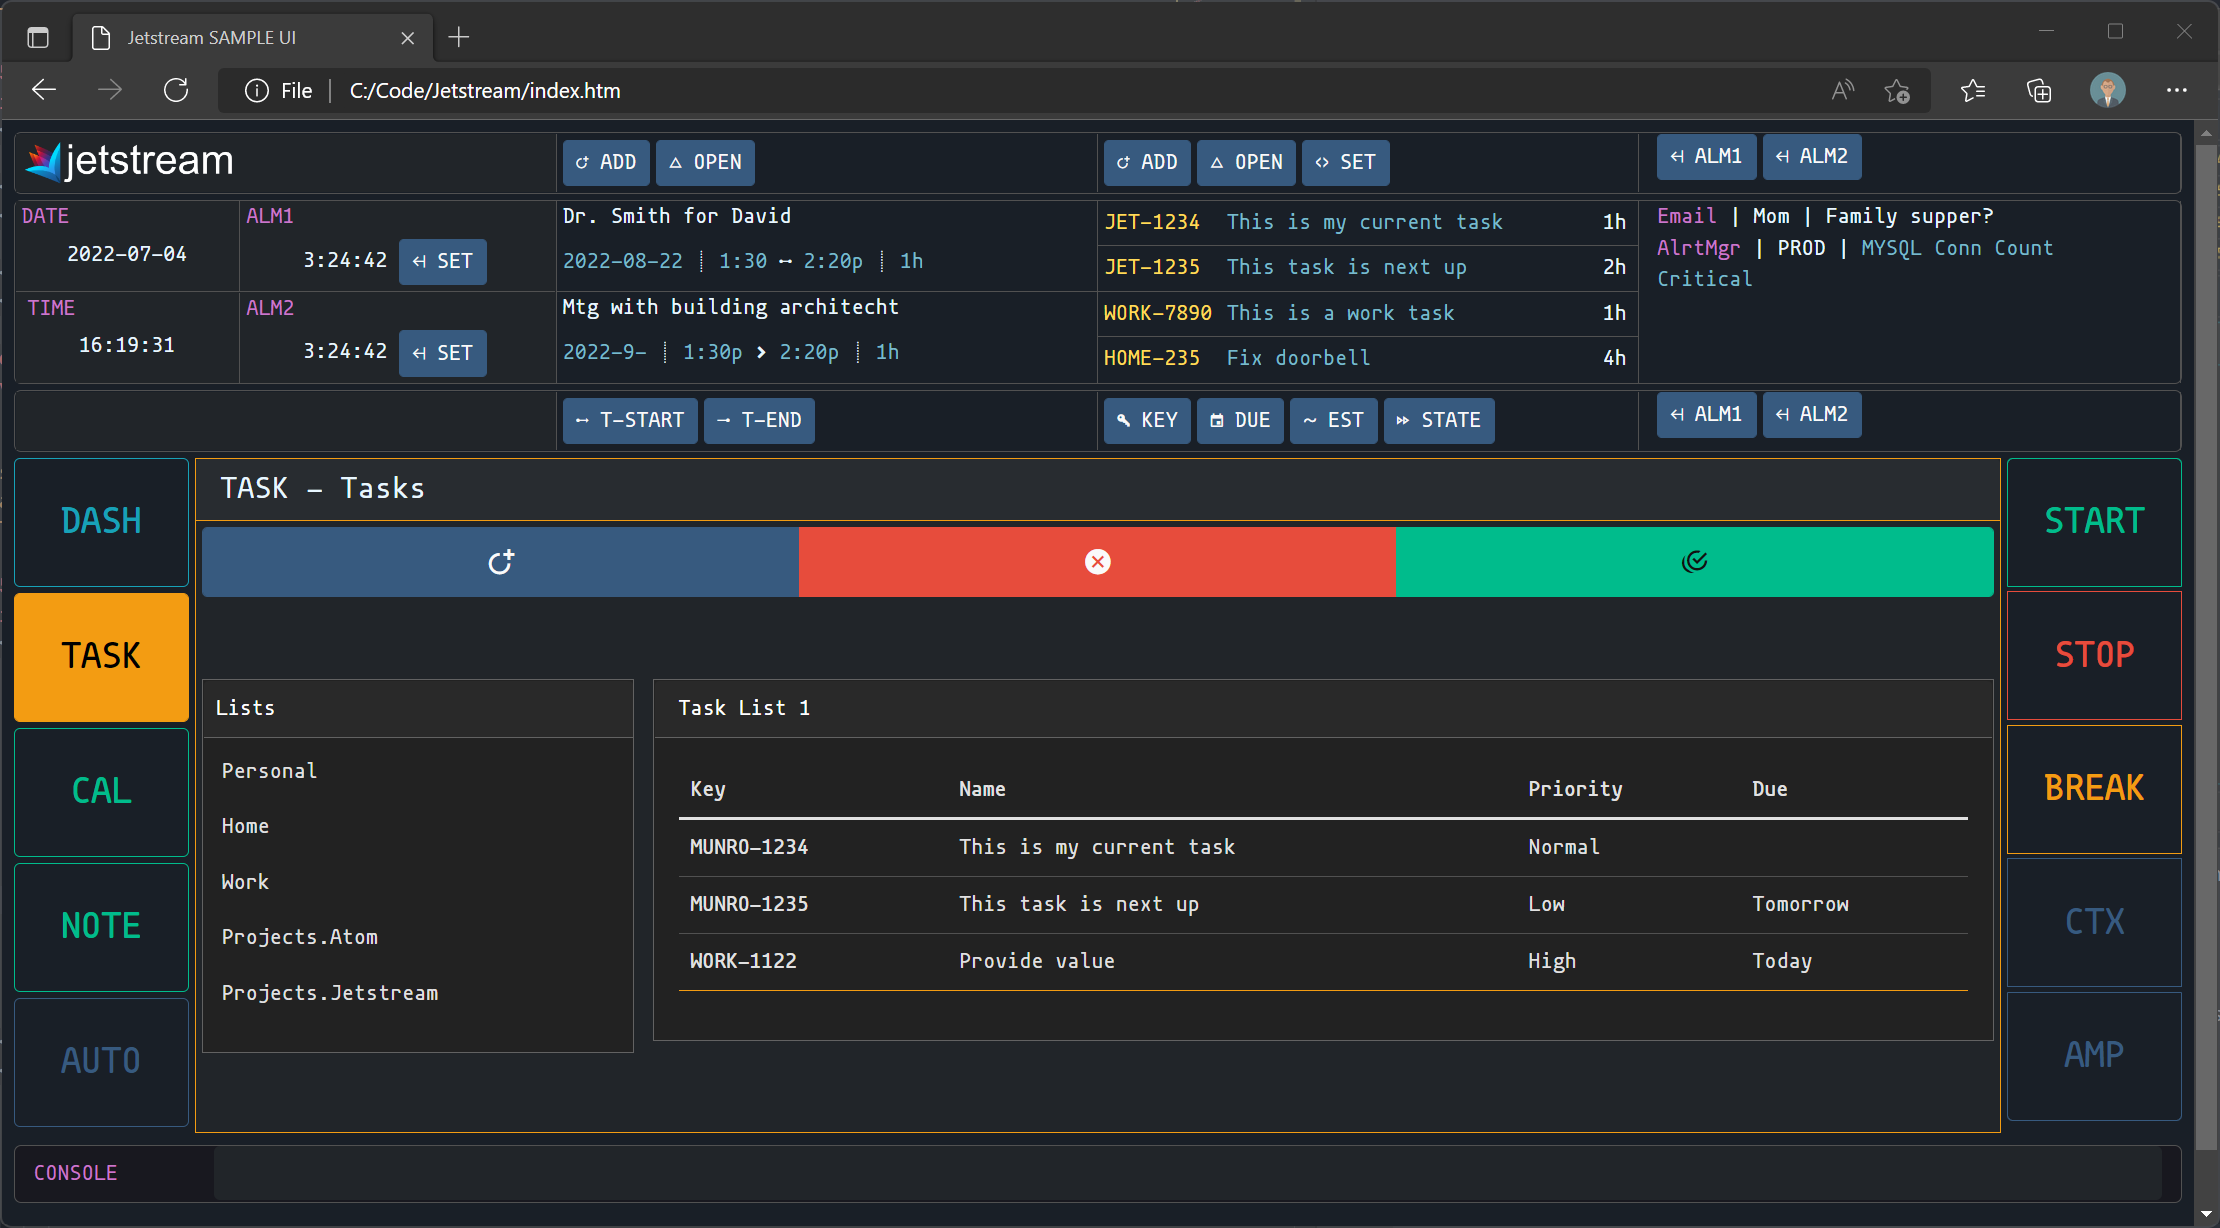 Jetstream SAMPLE UI
File | C:/Code/Jetstream/index.htm
jetstream
ADD OPEN
ADD OPEN <> SET
ALM1 ALM2
DATE
2022-07-04
ALM1
3:24:42 SET
TIME
16:19:31
ALM2
3:24:42 SET
Dr. Smith for David
2022-08-22 | 1:30 ↔ 2:20p | 1h
Mtg with building architecht
2022-9- | 1:30p > 2:20p | 1h
JET-1234 This is my current task 1h
JET-1235 This task is next up 2h
WORK-7890 This is a work task 1h
HOME-235 Fix doorbell 4h
Email | Mom | Family supper?
AlrtMgr | PROD | MYSQL Conn Count
Critical
T-START T-END
KEY DUE ~ EST STATE
ALM1 ALM2
DASH
TASK
CAL
NOTE
AUTO
TASK - Tasks
Lists
Personal
Home
Work
Projects.Atom
Projects.Jetstream
Task List 1
Key Name Priority Due
MUNRO-1234 This is my current task Normal
MUNRO-1235 This task is next up Low Tomorrow
WORK-1122 Provide value High Today
START
STOP
BREAK
CTX
AMP
CONSOLE